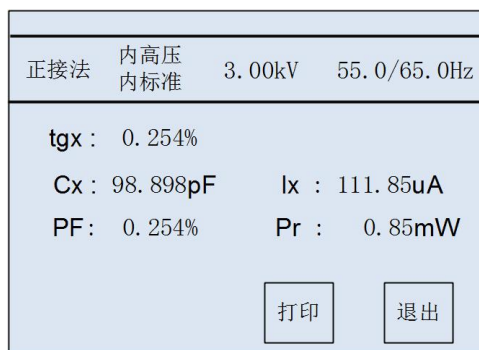 正接法 内高压 内标准 3.00kV 55.0/65.0Hz
tgx: 0.254%
Cx: 98.898pF Ix : 111.85uA
PF: 0.254% Pr : 0.85mW
打印 退出